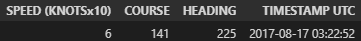 SPEED (KNOTSx10) COURSE HEADING TIMESTAMP UTC
6 141 225 2017-08-17 03:22:52